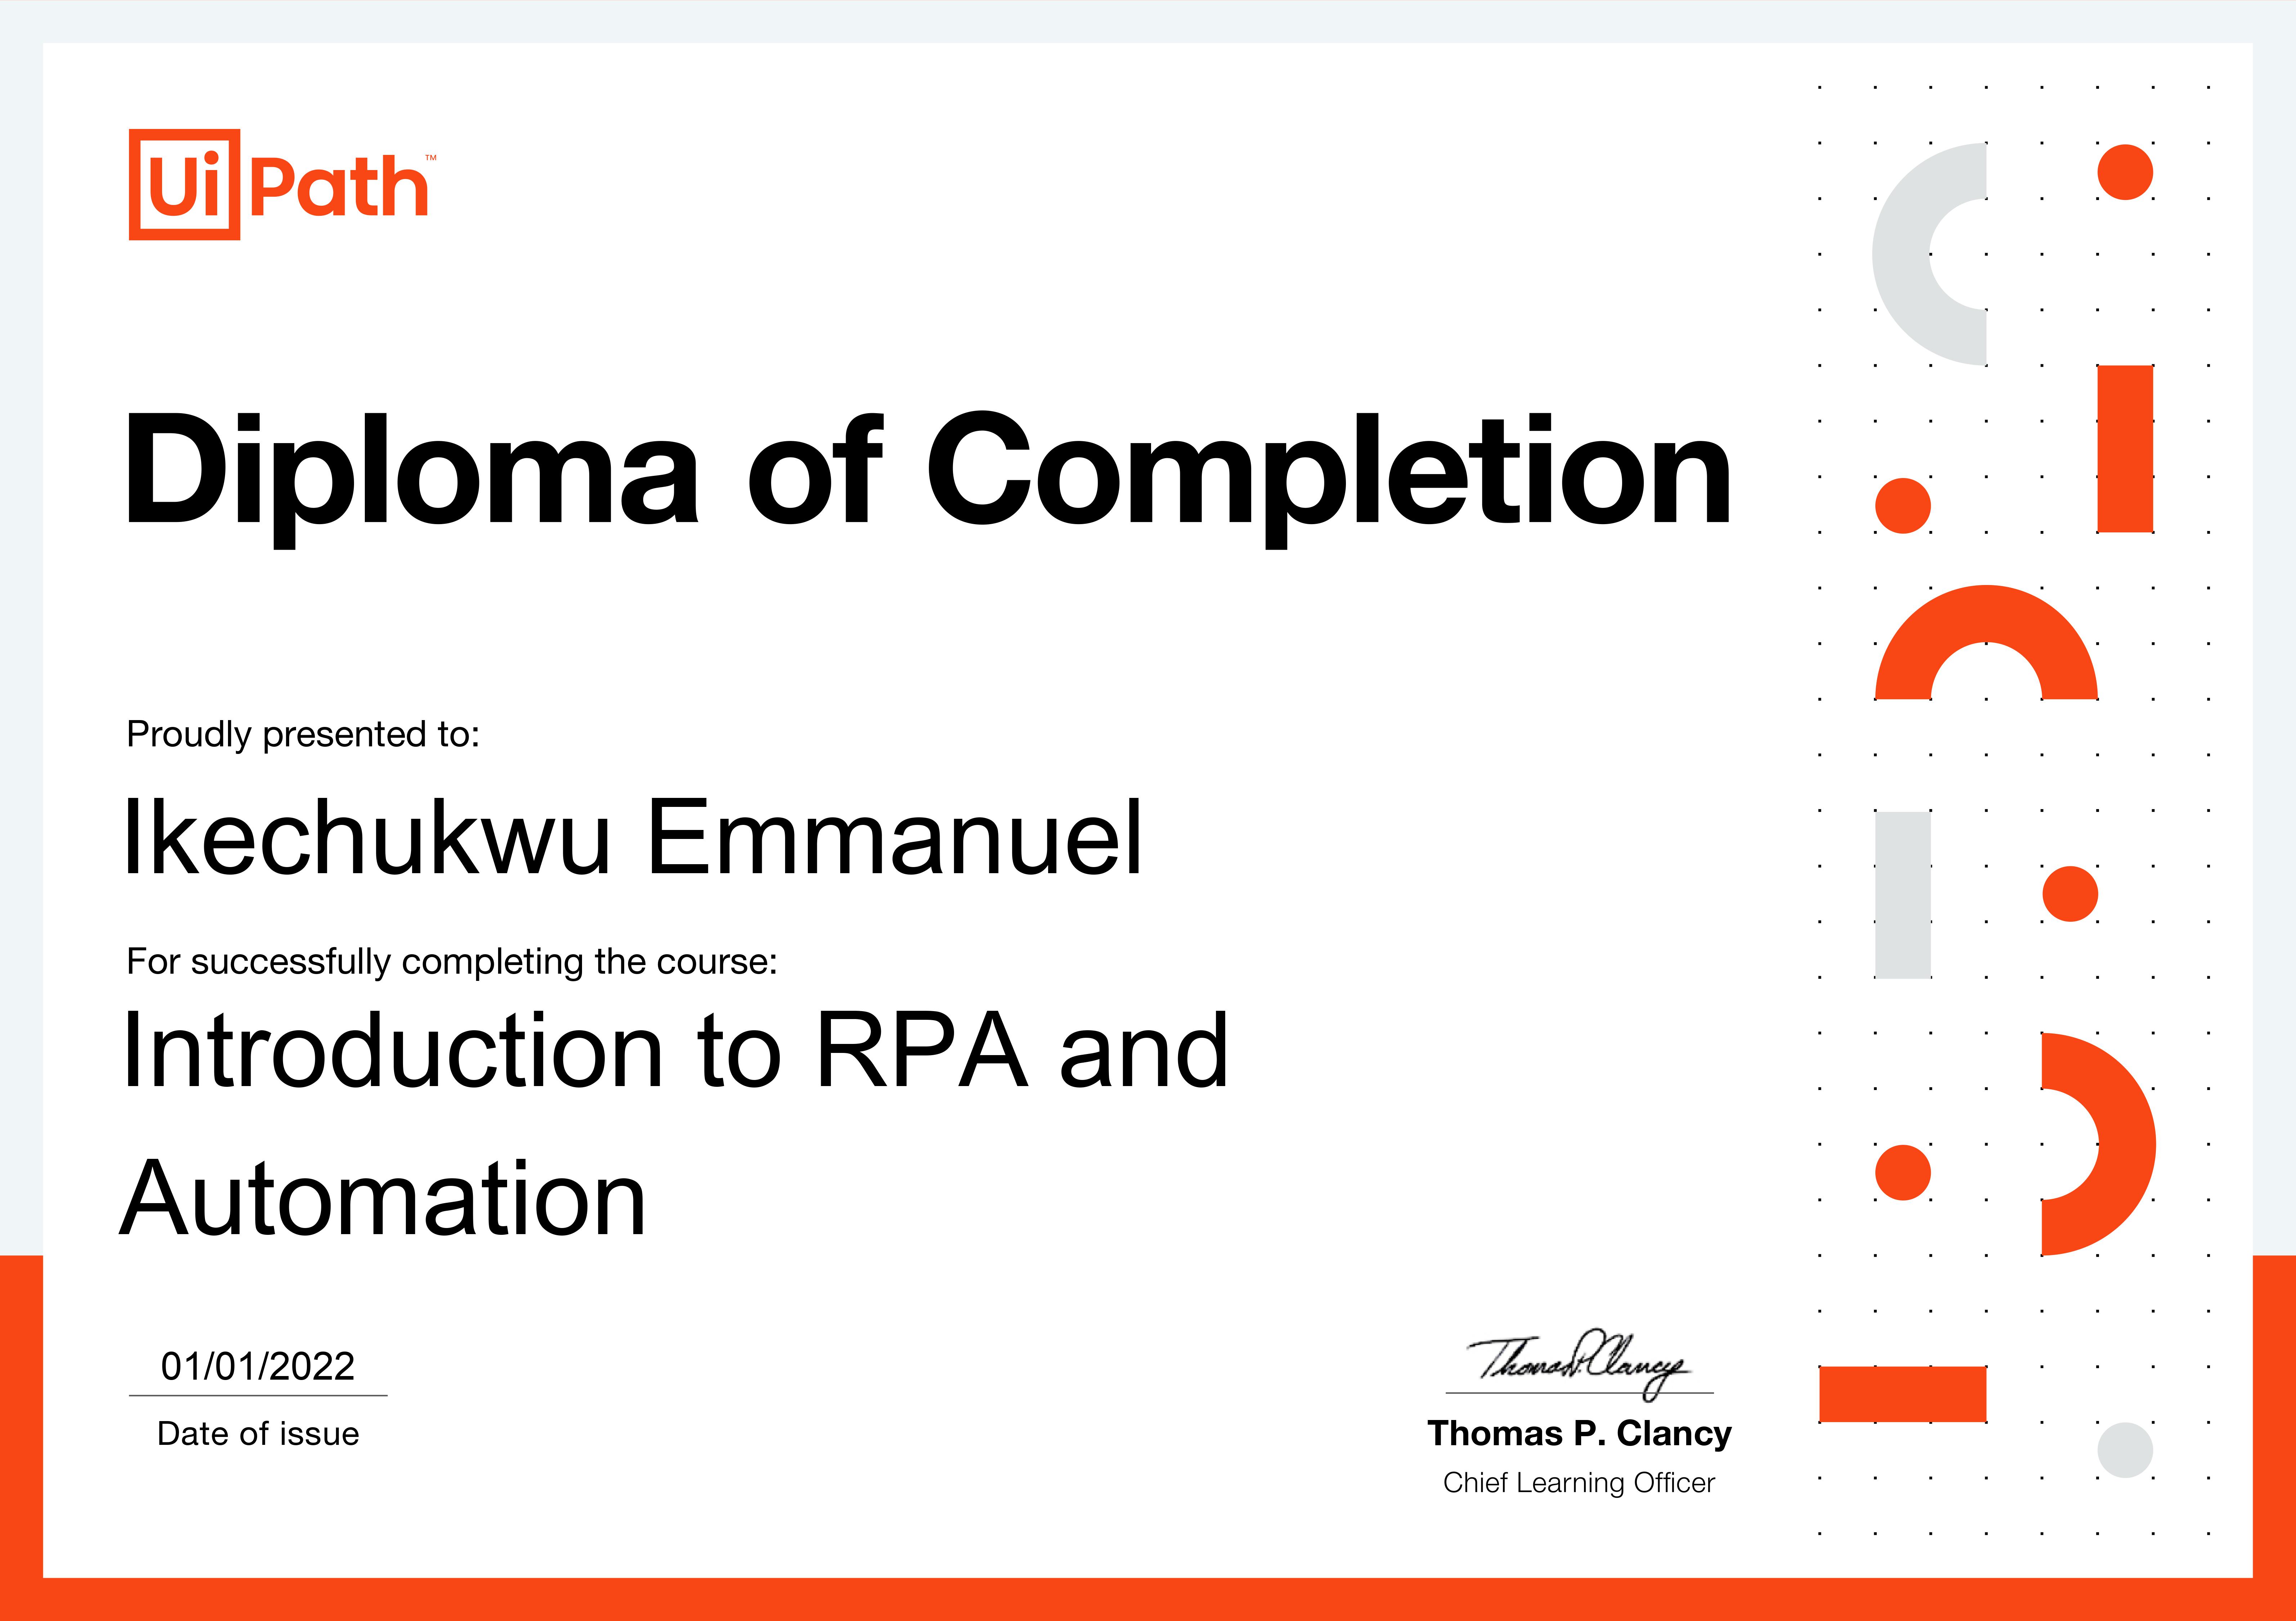 UiPath™
Diploma of Completion
Proudly presented to:
Ikechukwu Emmanuel
For successfully completing the course:
Introduction to RPA and
Automation
01/01/2022
Date of issue
Thomas P. Clancy
Thomas P. Clancy
Chief Learning Officer